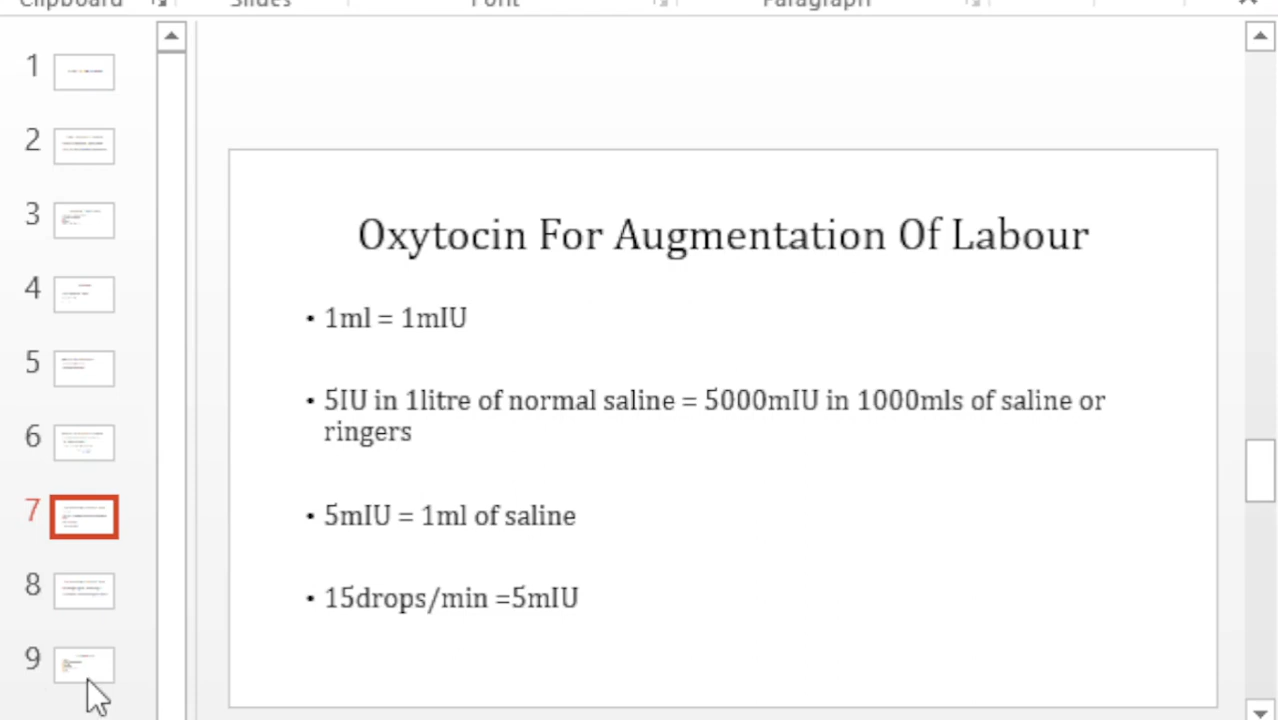 Clipboard Slides Font Paragraph
1
2
3
4
5
6
7
8
9
Oxytocin For Augmentation Of Labour
• 1ml = 1mIU
• 5IU in 1litre of normal saline = 5000mIU in 1000mls of saline or
ringers
• 5mIU = 1ml of saline
• 15drops/min =5mIU